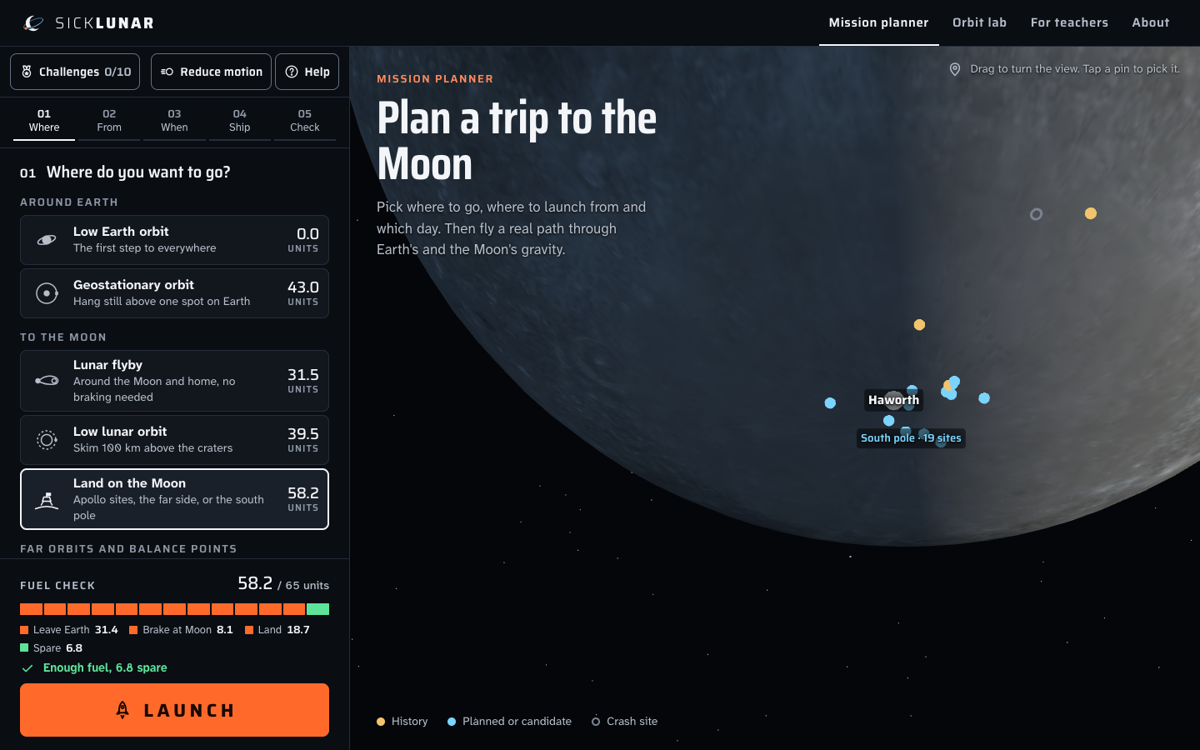 SICKLUNAR
Mission planner
Orbit lab
For teachers
About
Challenges 0/10
Reduce motion
Help
01
Where
02
From
03
When
04
Ship
05
Check
01 Where do you want to go?
AROUND EARTH
Low Earth orbit
The first step to everywhere
0.0
UNITS
Geostationary orbit
Hang still above one spot on Earth
43.0
UNITS
TO THE MOON
Lunar flyby
Around the Moon and home, no
braking needed
31.5
UNITS
Low lunar orbit
Skim 100 km above the craters
39.5
UNITS
Land on the Moon
Apollo sites, the far side, or the south
pole
58.2
UNITS
FAR ORBITS AND BALANCE POINTS
FUEL CHECK
58.2 / 65 units
Leave Earth 31.4 Brake at Moon 8.1 Land 18.7
Spare 6.8
Enough fuel, 6.8 spare
LAUNCH
MISSION PLANNER
Plan a trip to the
Moon
Pick where to go, where to launch from and
which day. Then fly a real path through
Earth's and the Moon's gravity.
Drag to turn the view. Tap a pin to pick it.
Haworth
South pole · 19 sites
History
Planned or candidate
Crash site